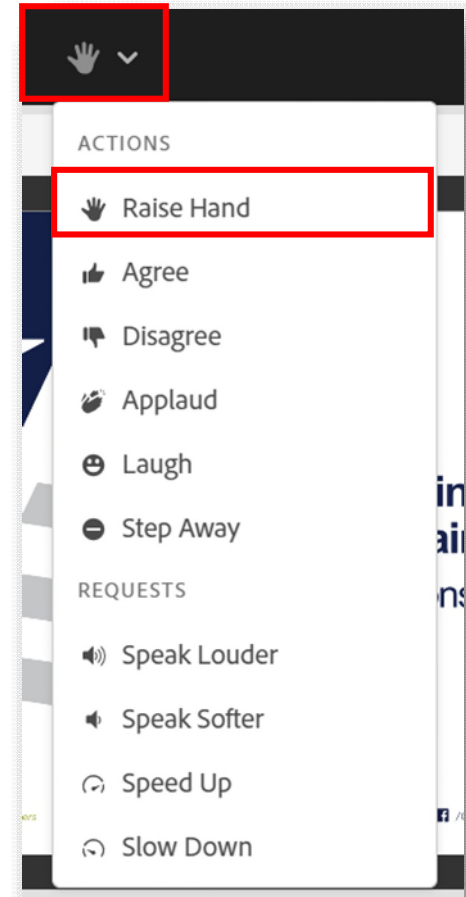 ACTIONS
Raise Hand
Agree
Disagree
Applaud
Laugh
Step Away
REQUESTS
Speak Louder
Speak Softer
Speed Up
Slow Down